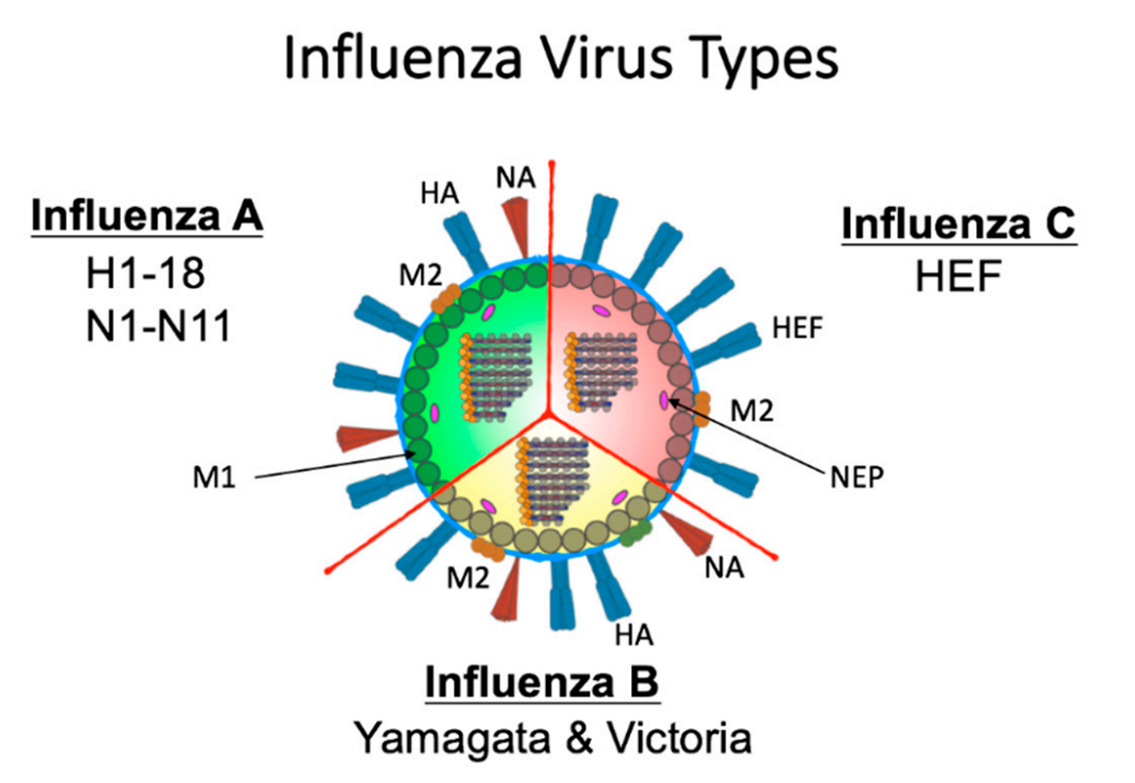 Influenza Virus Types
Influenza A
H1-18
N1-N11
HA
NA
M2
M1
Influenza C
HEF
HEF
M2
NEP
NA
M2
HA
Influenza B
Yamagata & Victoria